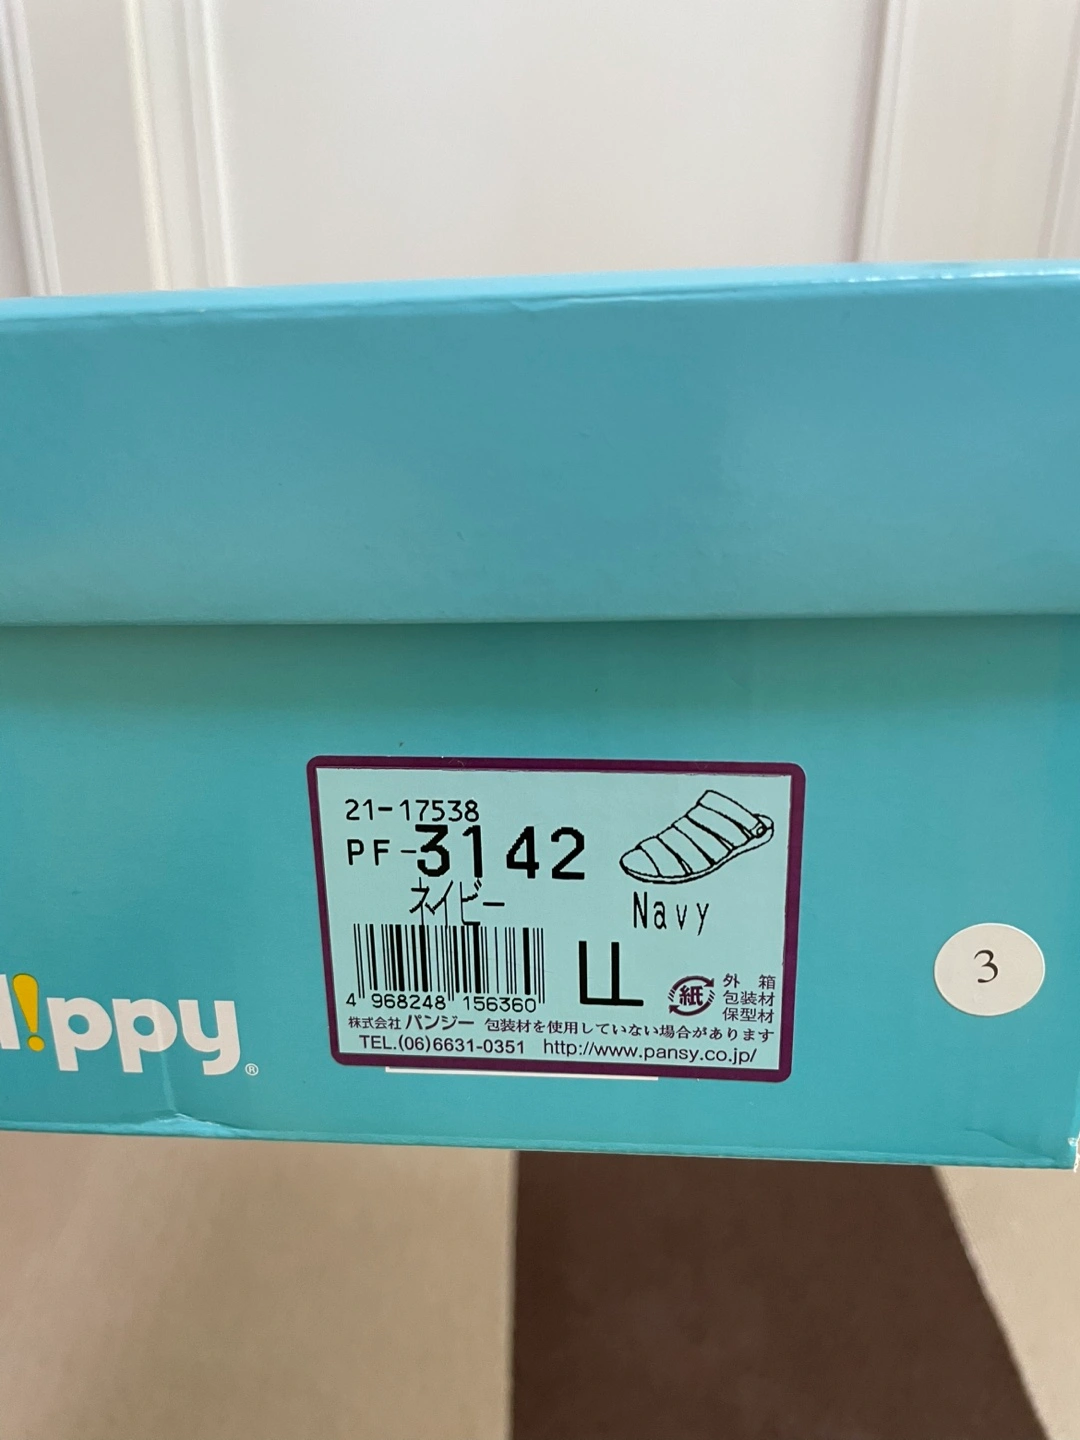 21-17538
PF-3142
ネイビー
Navy
LL
4 968248 156360
紙
外箱
包装材
保型材
株式会社 パンジー 包装材を使用していない場合があります
TEL.(06)6631-0351 http://www.pansy.co.jp/
!ppy®
3